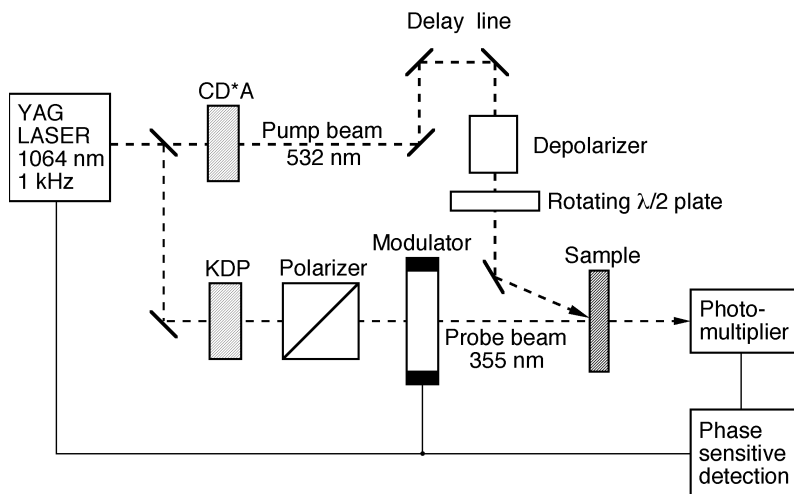 Delay line
CD*A
YAG
LASER
1064 nm
1 kHz
Pump beam
532 nm
Depolarizer
Rotating λ/2 plate
Modulator
Sample
KDP
Polarizer
Probe beam
355 nm
Photo-
multiplier
Phase
sensitive
detection